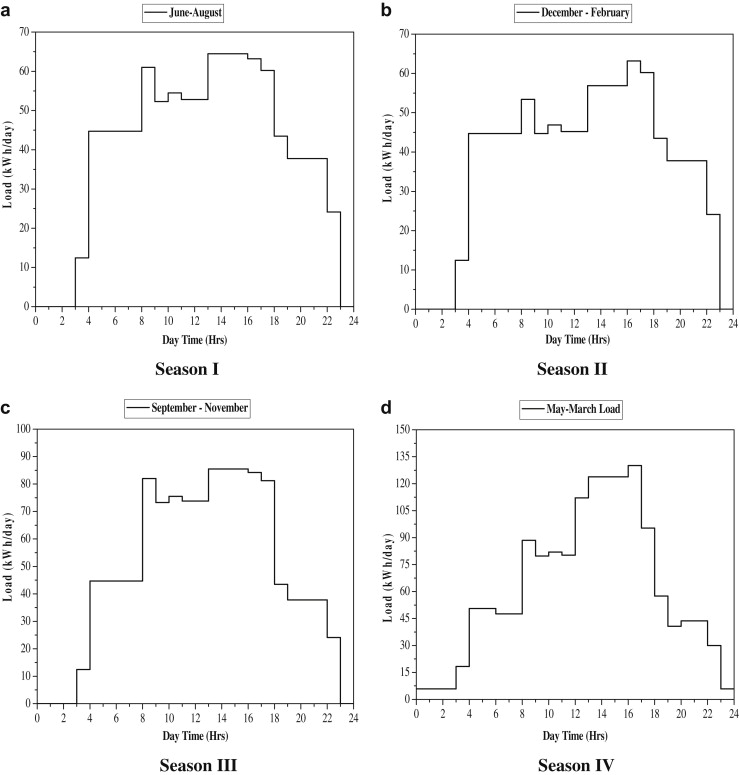 a
June-August
70
60
50
40
30
20
10
0
Load (kWh/day)
0 2 4 6 8 10 12 14 16 18 20 22 24
Day Time (Hrs)
Season I
b
December - February
70
60
50
40
30
20
10
0
Load (kWh/day)
0 2 4 6 8 10 12 14 16 18 20 22 24
Day Time (Hrs)
Season II
c
September - November
100
90
80
70
60
50
40
30
20
10
0
Load (kWh/day)
0 2 4 6 8 10 12 14 16 18 20 22 24
Day Time (Hrs)
Season III
d
May-March Load
150
135
120
105
90
75
60
45
30
15
0
Load (kWh/day)
0 2 4 6 8 10 12 14 16 18 20 22 24
Day Time (Hrs)
Season IV